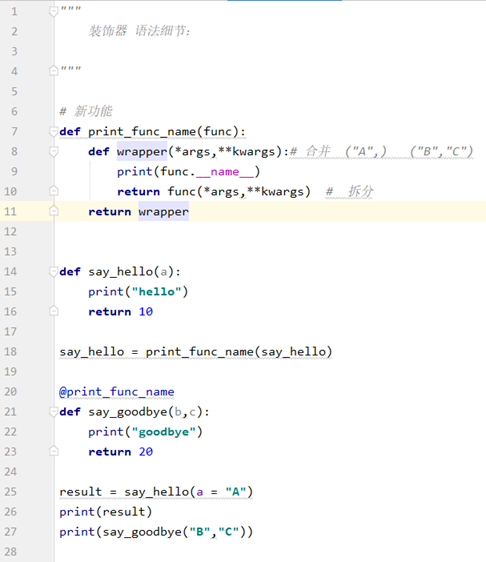 1 """
2     装饰器 语法细节：
3
4 """
5
6 # 新功能
7 def print_func_name(func):
8     def wrapper(*args,**kwargs):# 合并  ("A",)   ("B","C")
9         print(func.__name__)
10         return func(*args,**kwargs)  #  拆分
11     return wrapper
12
13
14 def say_hello(a):
15     print("hello")
16     return 10
17
18 say_hello = print_func_name(say_hello)
19
20 @print_func_name
21 def say_goodbye(b,c):
22     print("goodbye")
23     return 20
24
25 result = say_hello(a = "A")
26 print(result)
27 print(say_goodbye("B","C"))
28